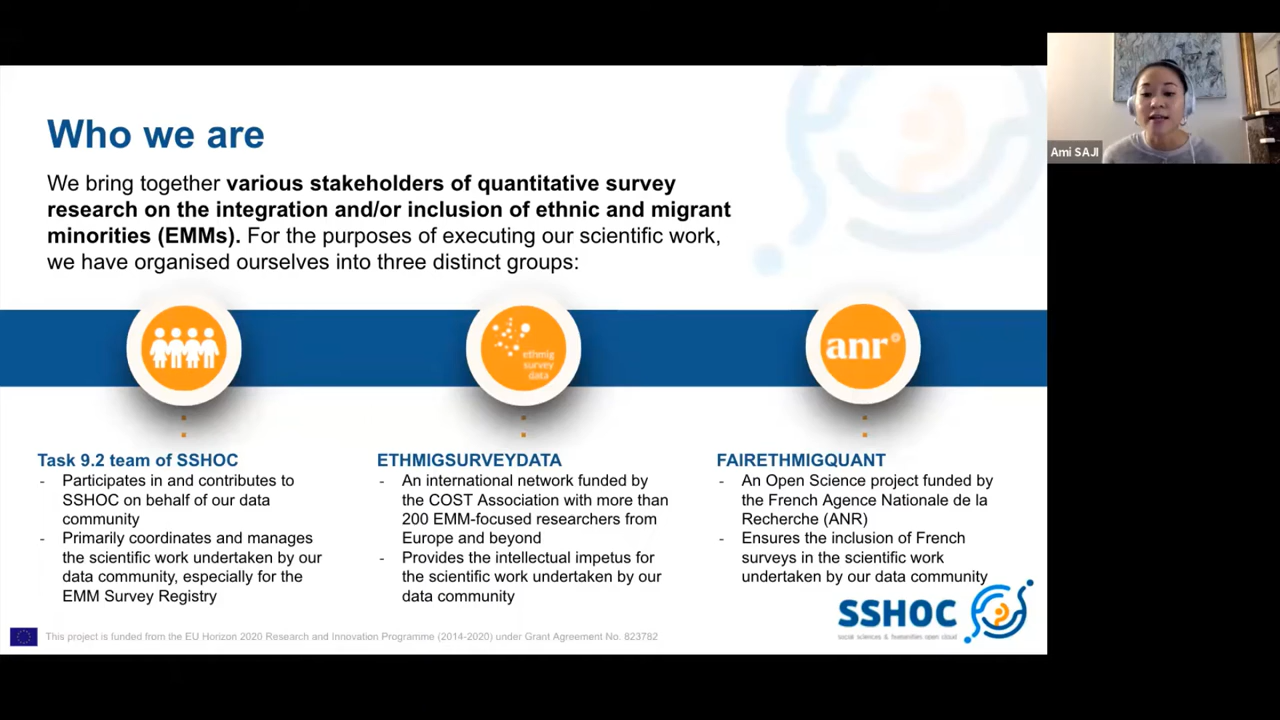 Who we are
We bring together various stakeholders of quantitative survey
research on the integration and/or inclusion of ethnic and migrant
minorities (EMMs). For the purposes of executing our scientific work,
we have organised ourselves into three distinct groups:
ethmig
survey
data
anr
Task 9.2 team of SSHOC
- Participates in and contributes to
SSHOC on behalf of our data
community
- Primarily coordinates and manages
the scientific work undertaken by our
data community, especially for the
EMM Survey Registry
ETHMIGSURVEYDATA
- An international network funded by
the COST Association with more than
200 EMM-focused researchers from
Europe and beyond
- Provides the intellectual impetus for
the scientific work undertaken by our
data community
FAIRETHMIGQUANT
- An Open Science project funded by
the French Agence Nationale de la
Recherche (ANR)
- Ensures the inclusion of French
surveys in the scientific work
undertaken by our data community
SSHOC
social sciences & humanities open cloud
This project is funded from the EU Horizon 2020 Research and Innovation Programme (2014-2020) under Grant Agreement No. 823782
Ami SAJI